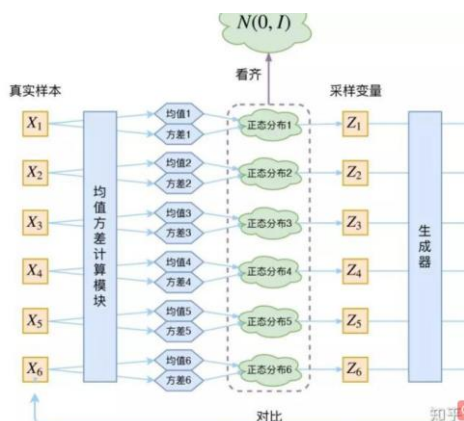 N(0, I)
看齐
真实样本
采样变量
X1
均值1
方差1
正态分布1
Z1
X2
均值2
方差2
正态分布2
Z2
X3
均值3
方差3
正态分布3
Z3
X4
均值4
方差4
正态分布4
Z4
X5
均值5
方差5
正态分布5
Z5
X6
均值6
方差6
正态分布6
Z6
均值方差计算模块
生成器
对比
知乎